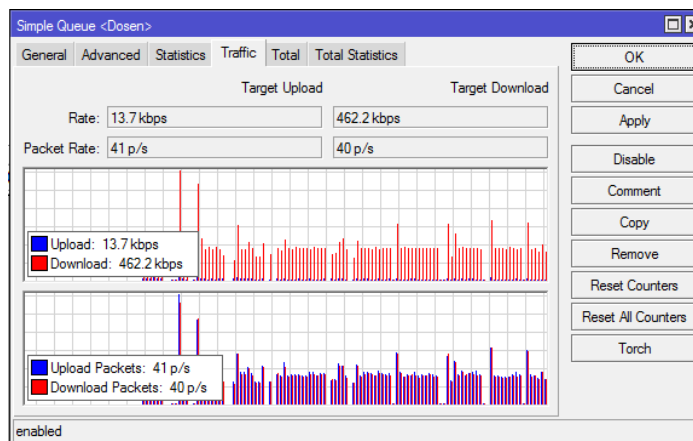 Simple Queue <Dosen>
General Advanced Statistics Traffic Total Total Statistics
Target Upload Target Download
Rate: 13.7 kbps 462.2 kbps
Packet Rate: 41 p/s 40 p/s
Upload: 13.7 kbps
Download: 462.2 kbps
Upload Packets: 41 p/s
Download Packets: 40 p/s
enabled
OK
Cancel
Apply
Disable
Comment
Copy
Remove
Reset Counters
Reset All Counters
Torch